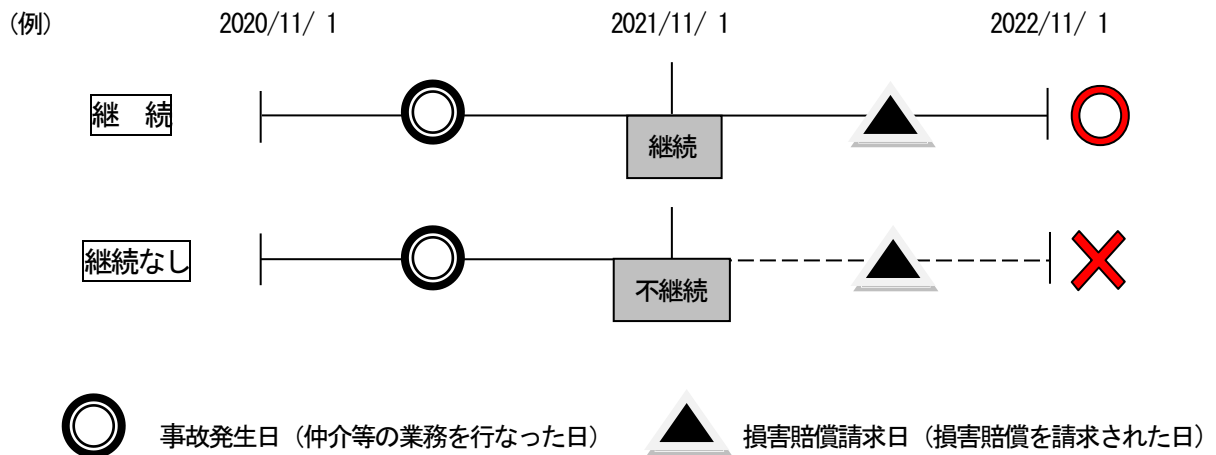 (例) 2020/11/ 1 2021/11/ 1 2022/11/ 1
継 続
継続
継続なし
不継続
事故発生日（仲介等の業務を行なった日） 損害賠償請求日（損害賠償を請求された日）